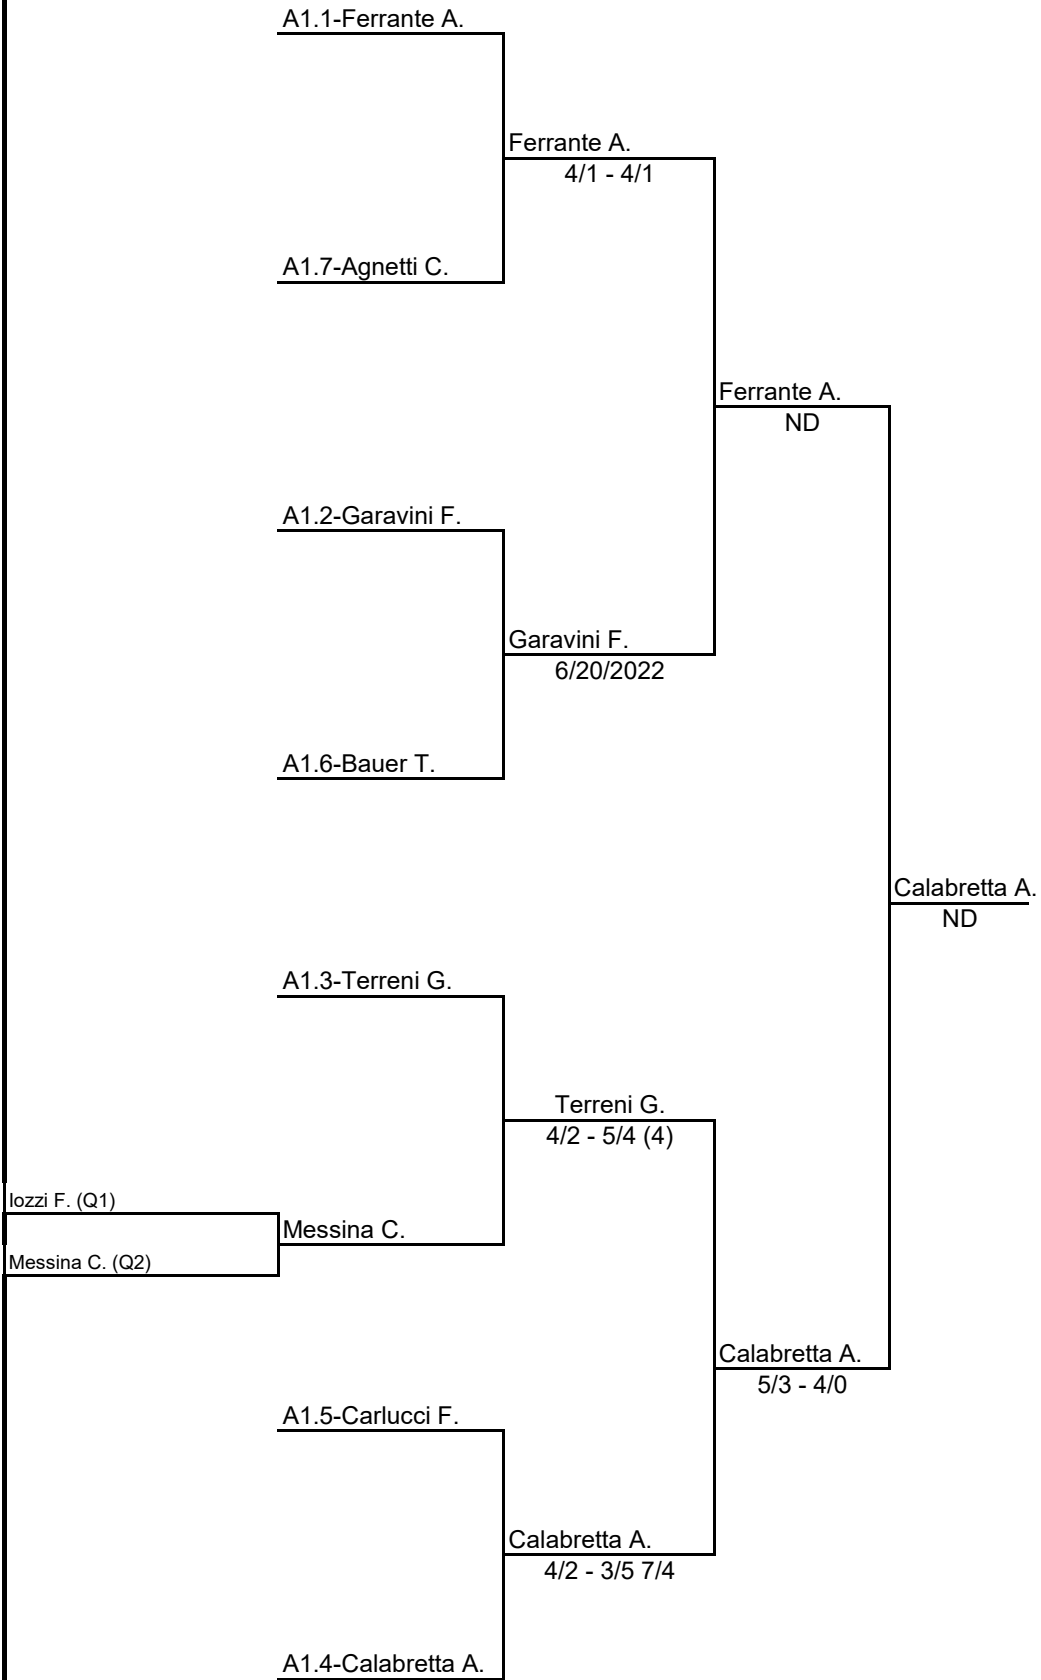 A1.1-Ferrante A.
Ferrante A.
4/1 - 4/1
A1.7-Agnetti C.
Ferrante A.
ND
A1.2-Garavini F.
Garavini F.
6/20/2022
A1.6-Bauer T.
Calabretta A.
ND
A1.3-Terreni G.
Terreni G.
4/2 - 5/4 (4)
Iozzi F. (Q1)
Messina C.
Messina C. (Q2)
Calabretta A.
5/3 - 4/0
A1.5-Carlucci F.
Calabretta A.
4/2 - 3/5 7/4
A1.4-Calabretta A.